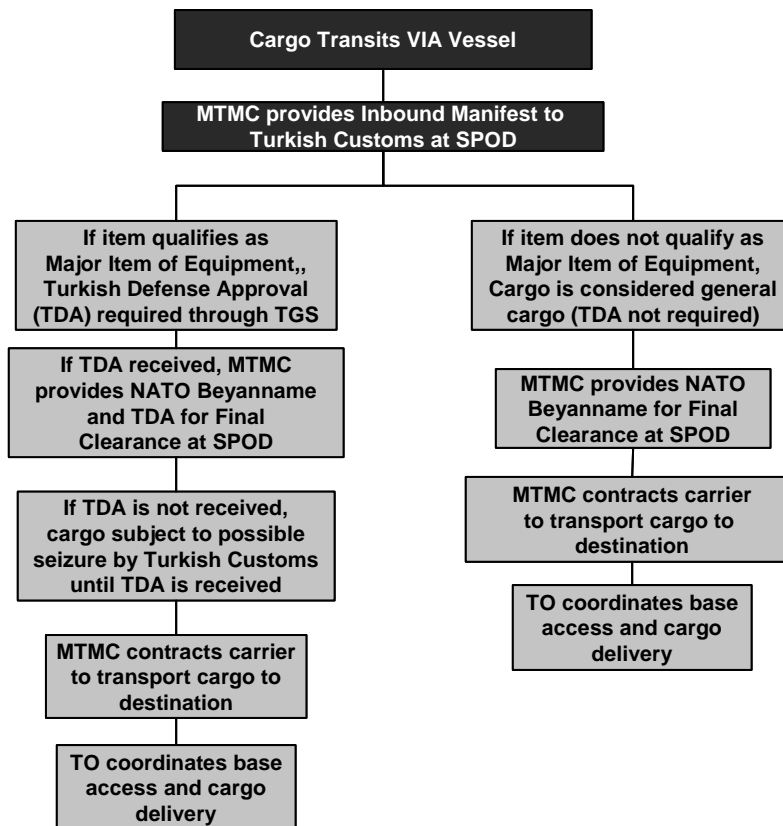 Cargo Transits VIA Vessel
MTMC provides Inbound Manifest to
Turkish Customs at SPOD
If item qualifies as
Major Item of Equipment,,
Turkish Defense Approval
(TDA) required through TGS
If TDA received, MTMC
provides NATO Beyanname
and TDA for Final
Clearance at SPOD
If TDA is not received,
cargo subject to possible
seizure by Turkish Customs
until TDA is received
MTMC contracts carrier
to transport cargo to
destination
TO coordinates base
access and cargo
delivery
If item does not qualify as
Major Item of Equipment,
Cargo is considered general
cargo (TDA not required)
MTMC provides NATO
Beyanname for Final
Clearance at SPOD
MTMC contracts carrier
to transport cargo to
destination
TO coordinates base
access and cargo
delivery